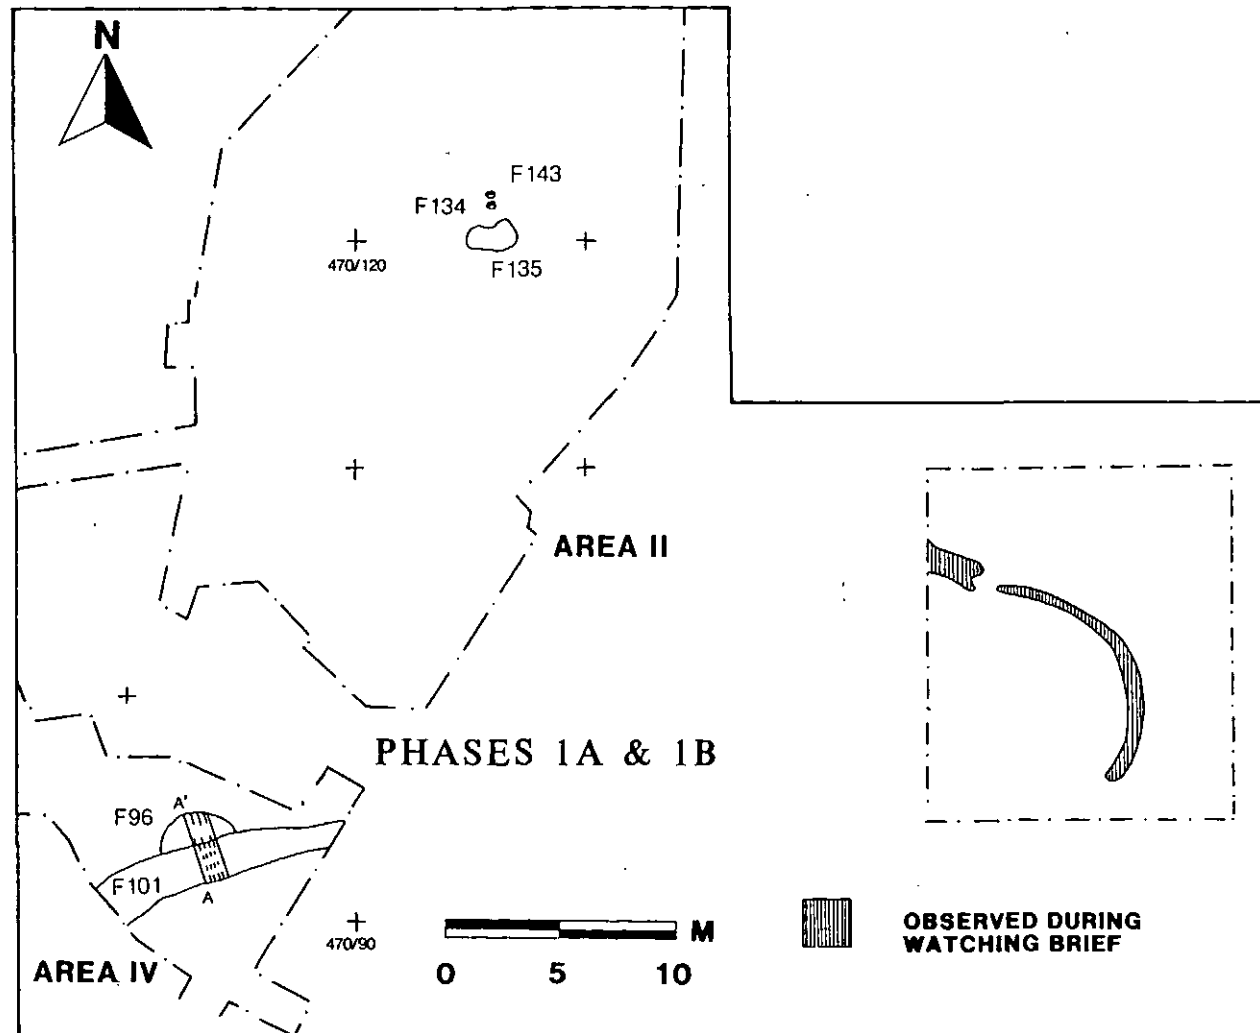 N
F143
F134
470/120
F135
AREA II
PHASES 1A & 1B
A'
F96
F101
A
470/90
M
0 5 10
AREA IV
OBSERVED DURING
WATCHING BRIEF